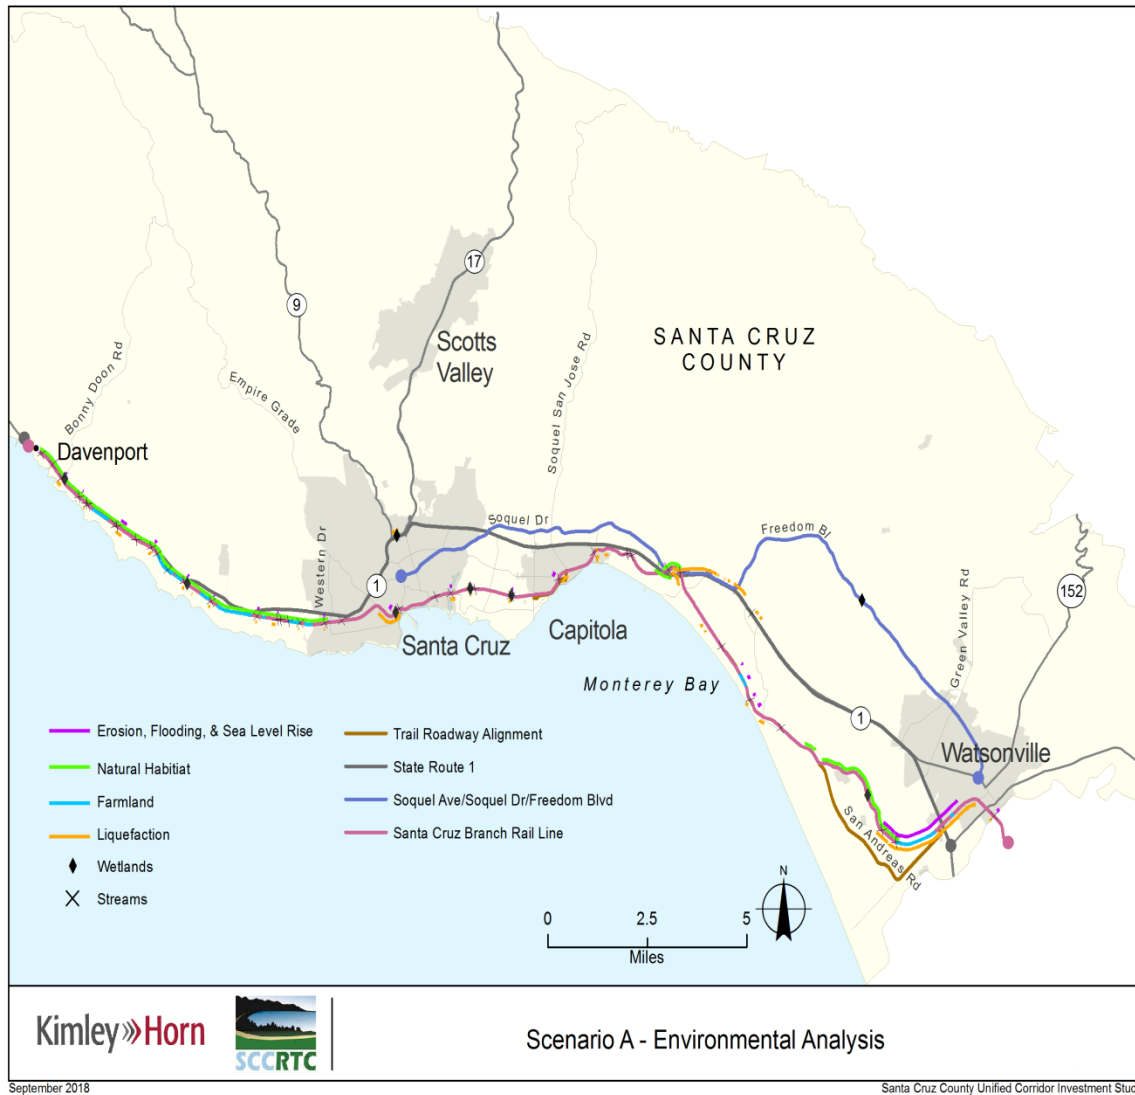 17
9
SANTA CRUZ
COUNTY
Scotts
Valley
Bonny Doon Rd
Empire Grade
Soquel San Jose Rd
Davenport
Western Dr
Soquel Dr
Freedom Bl
1
152
Green Valley Rd
Santa Cruz
Capitola
Monterey Bay
1
Watsonville
San Andreas Rd
Erosion, Flooding, & Sea Level Rise
Natural Habitiat
Farmland
Liquefaction
Wetlands
Streams
Trail Roadway Alignment
State Route 1
Soquel Ave/Soquel Dr/Freedom Blvd
Santa Cruz Branch Rail Line
N
0 2.5 5
Miles
Kimley»Horn
SCCRTC
Scenario A - Environmental Analysis
September 2018
Santa Cruz County Unified Corridor Investment Stud